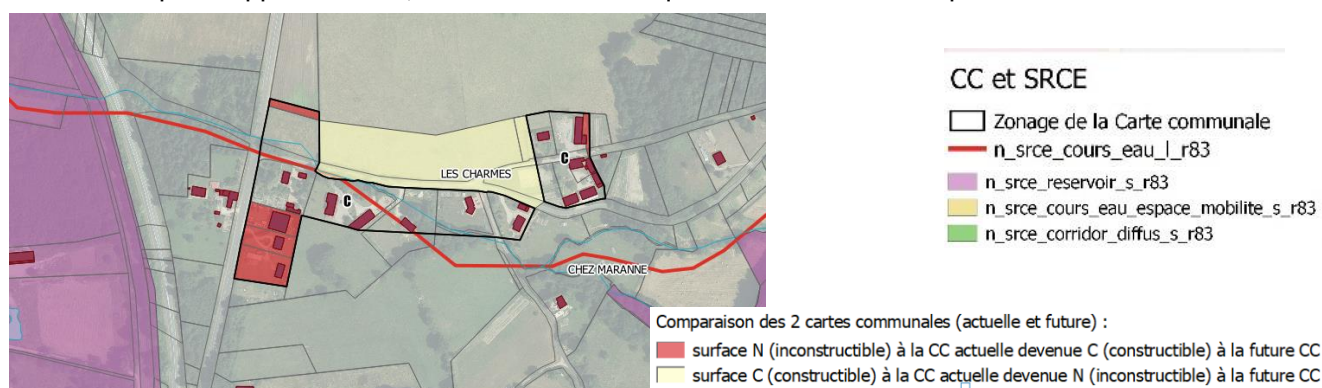 LES CHARMES
C
C
CHEZ MARANNE
CC et SRCE
Zonage de la Carte communale
n_srce_cours_eau_l_r83
n_srce_reservoir_s_r83
n_srce_cours_eau_espace_mobilite_s_r83
n_srce_corridor_diffus_s_r83
Comparaison des 2 cartes communales (actuelle et future) :
surface N (inconstructible) à la CC actuelle devenue C (constructible) à la future CC
surface C (constructible) à la CC actuelle devenue N (inconstructible) à la future CC